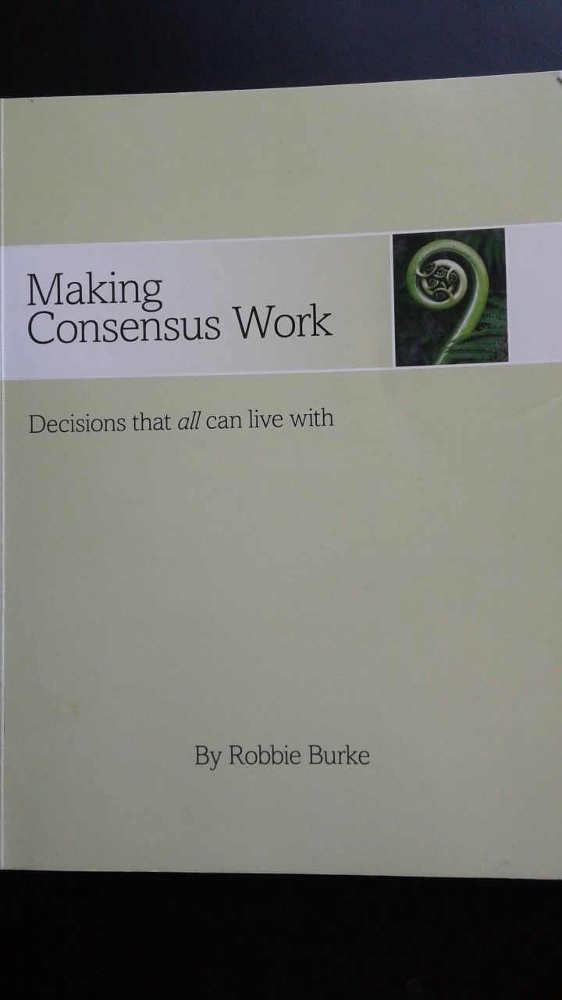 Making
Consensus Work
Decisions that all can live with
By Robbie Burke